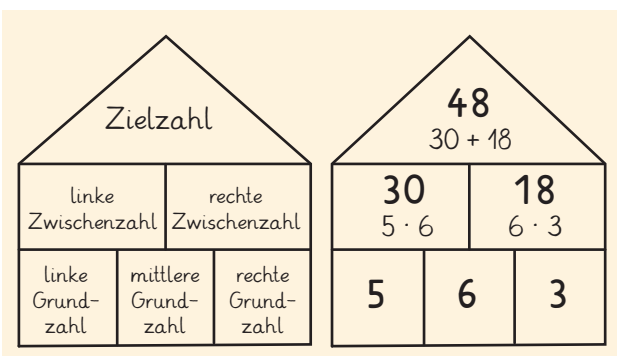 Zielzahl
linke
Zwischenzahl
rechte
Zwischenzahl
linke
Grund-
zahl
mittlere
Grund-
zahl
rechte
Grund-
zahl
48
30 + 18
30
5 · 6
18
6 · 3
5
6
3